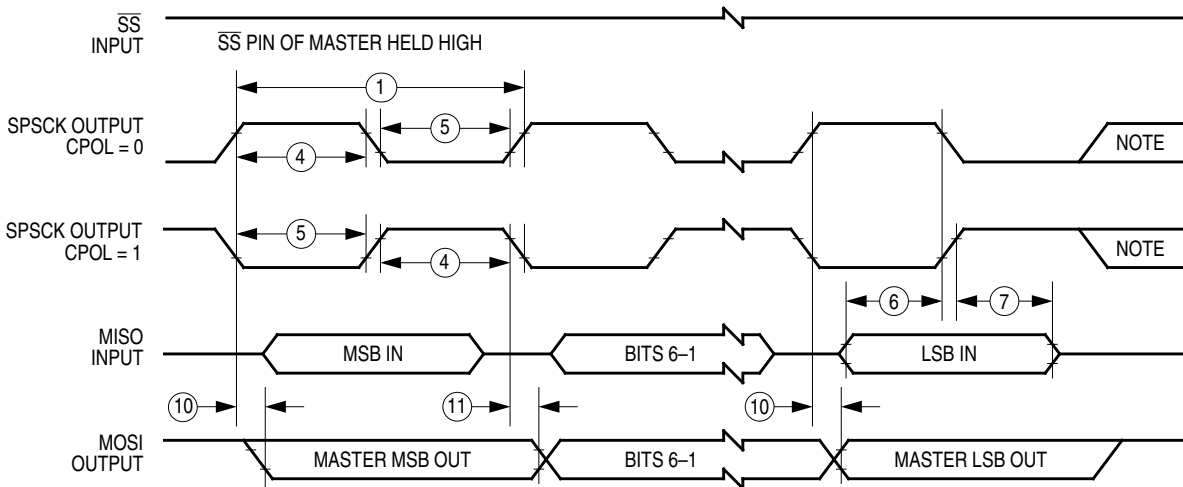 SS
INPUT
SS PIN OF MASTER HELD HIGH
1
SPSCK OUTPUT
CPOL = 0
5
NOTE
4
SPSCK OUTPUT
CPOL = 1
5
NOTE
4
6
7
MISO
INPUT
MSB IN
BITS 6–1
LSB IN
10
11
10
MOSI
OUTPUT
MASTER MSB OUT
BITS 6–1
MASTER LSB OUT